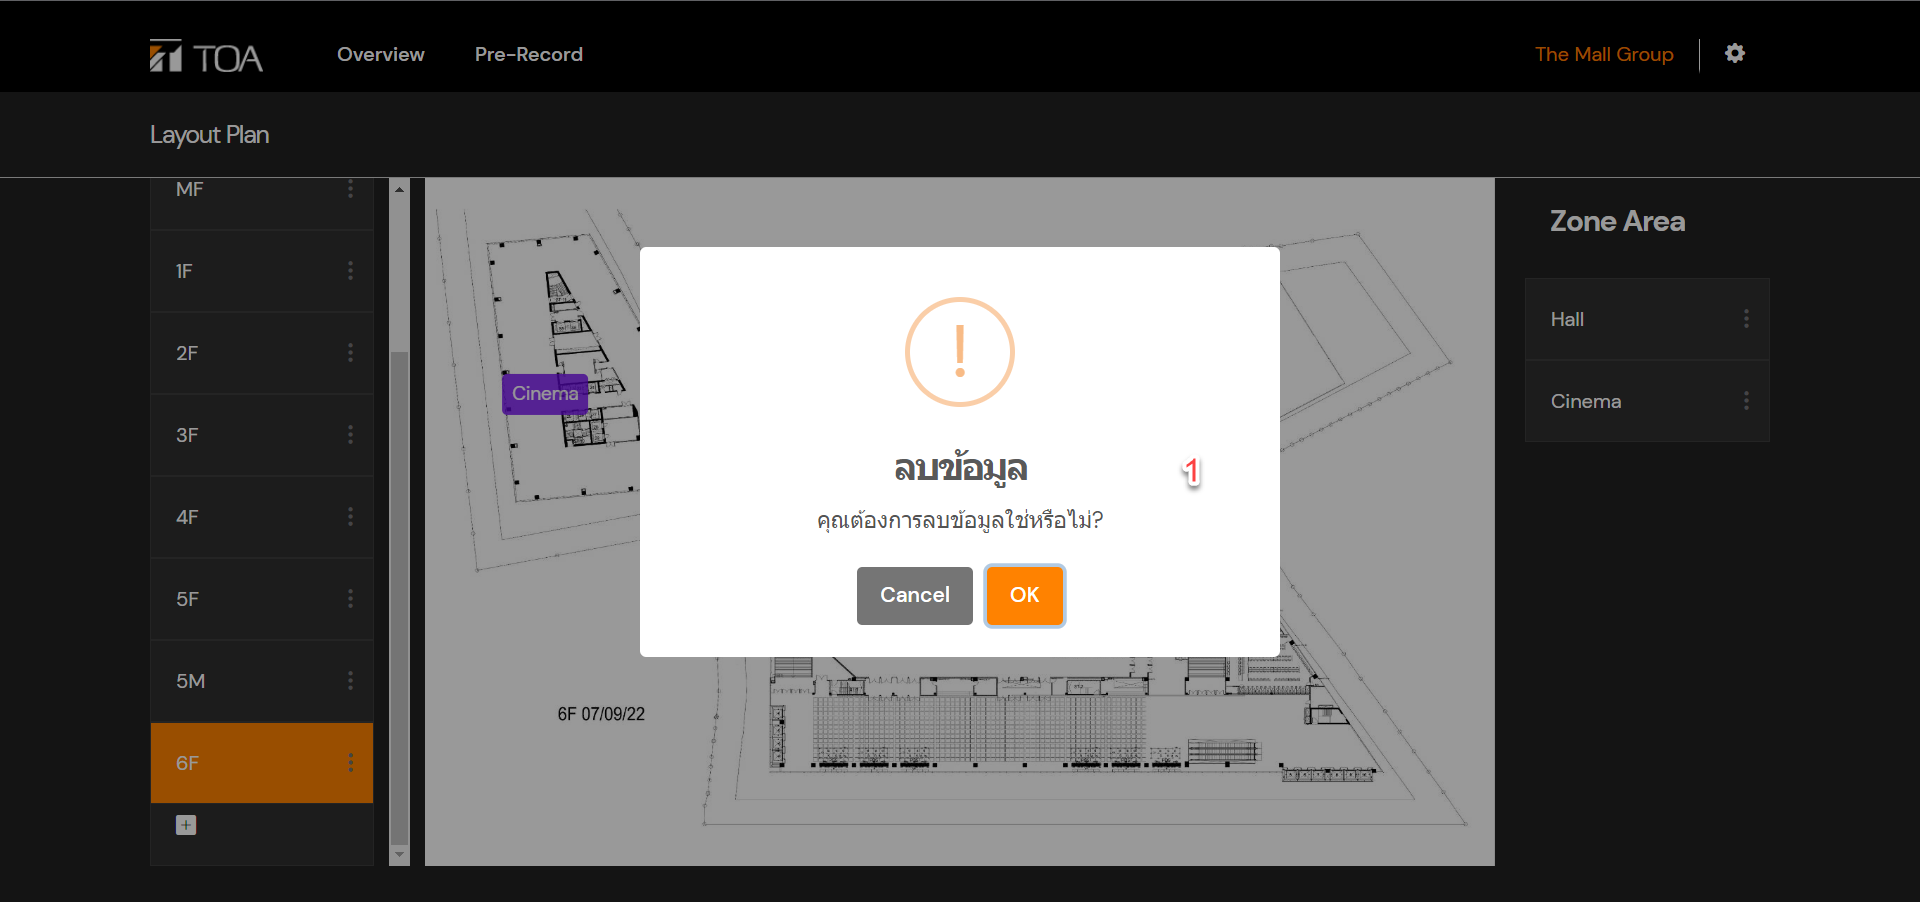 TOA
Overview
Pre-Record
The Mall Group
Layout Plan
MF
1F
2F
3F
4F
5F
5M
6F
Cinema
6F 07/09/22
ลบข้อมูล
คุณต้องการลบข้อมูลใช่หรือไม่?
Cancel
OK
1
Zone Area
Hall
Cinema